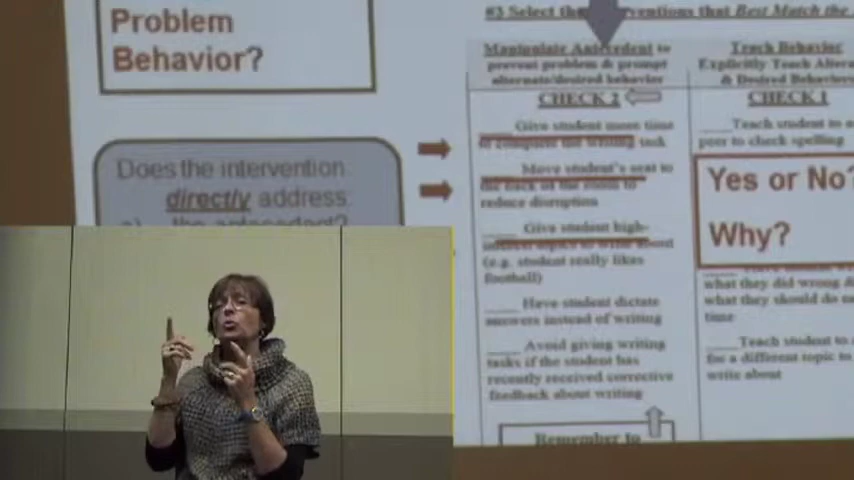 Problem
Behavior?
Does the intervention
directly address:
a) the antecedent?
#3 Select the ventions that Best Match the
Manipulate Antecedent to
prevent problem & prompt
alternate/desired behavior
CHECK 2
Give student more time
to complete the writing task
Move student's seat to
the back of the room to
reduce disruption
Give student high-
interest topics to write about
(e.g. student really likes
football)
Have student dictate
answers instead of writing
Avoid giving writing
tasks if the student has
recently received corrective
feedback about writing
Remember to
Teach Behavior
Explicitly Teach Alter
& Desired Behaviors
CHECK 1
Teach student to a
peer to check spelling
Yes or No?
Why?
what they did wrong
what they should do
time
Teach student to
for a different topic to
write about